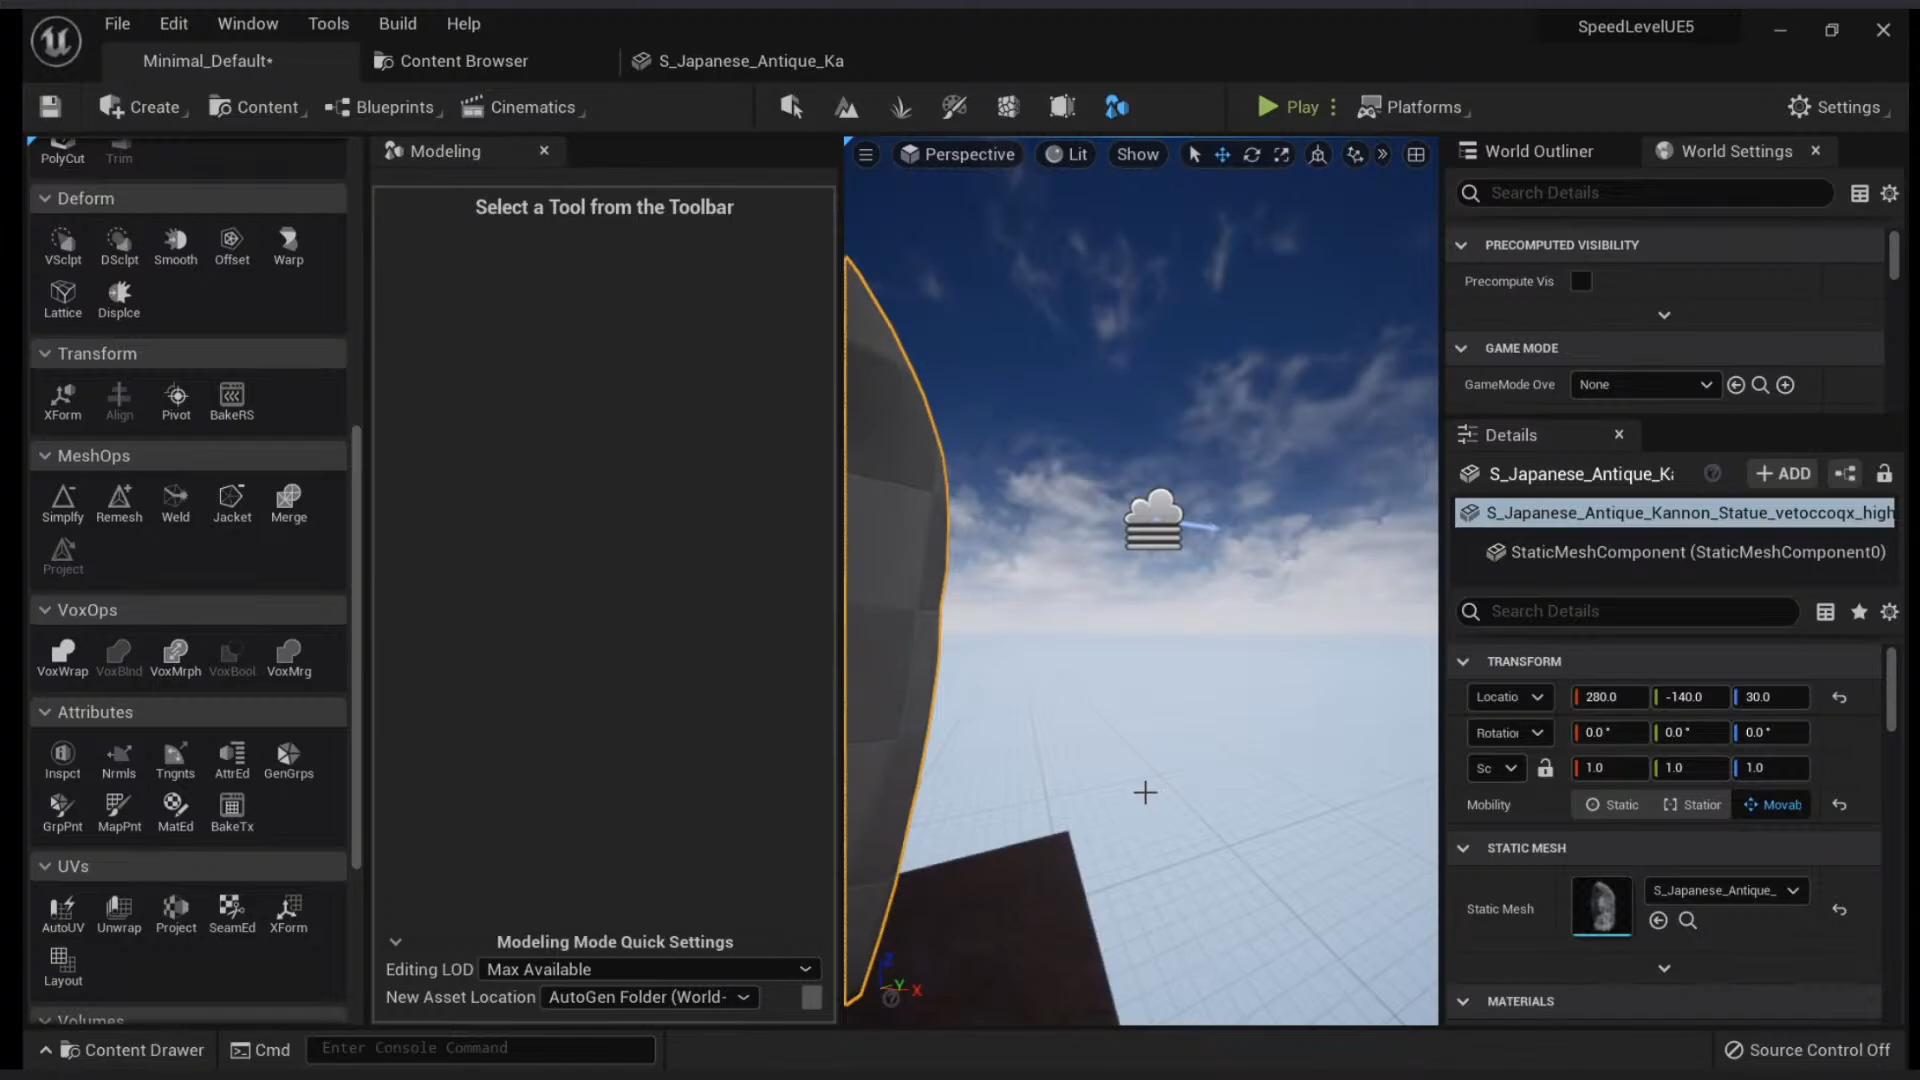 File Edit Window Tools Build Help
SpeedLevelUE5
Minimal_Default*
Content Browser
S_Japanese_Antique_Ka
Create
Content
Blueprints
Cinematics
Play
Platforms
Settings
PolyCut Trim
Deform
VSclpt DSclpt Smooth Offset Warp
Lattice Displce
Transform
XForm Align Pivot BakeRS
MeshOps
Simplfy Remesh Weld Jacket Merge
Project
VoxOps
VoxWrap VoxBlnd VoxMrph VoxBool VoxMrg
Attributes
Inspct Nrmls Tngnts AttrEd GenGrps
GrpPnt MapPnt MatEd BakeTx
UVs
AutoUV Unwrap Project SeamEd XForm
Layout
Volumes
Modeling
Select a Tool from the Toolbar
Modeling Mode Quick Settings
Editing LOD Max Available
New Asset Location AutoGen Folder (World-
Perspective Lit Show
Z
Y
X
World Outliner
World Settings
Search Details
PRECOMPUTED VISIBILITY
Precompute Vis
GAME MODE
GameMode Ove None
Details
S_Japanese_Antique_Ka
ADD
S_Japanese_Antique_Kannon_Statue_vetoccoqx_high
StaticMeshComponent (StaticMeshComponent0)
Search Details
TRANSFORM
Locatio 280.0 -140.0 30.0
Rotatio 0.0° 0.0° 0.0°
Sc 1.0 1.0 1.0
Mobility Static Station Movab
STATIC MESH
Static Mesh
S_Japanese_Antique_
MATERIALS
Content Drawer
Cmd
Enter Console Command
Source Control Off